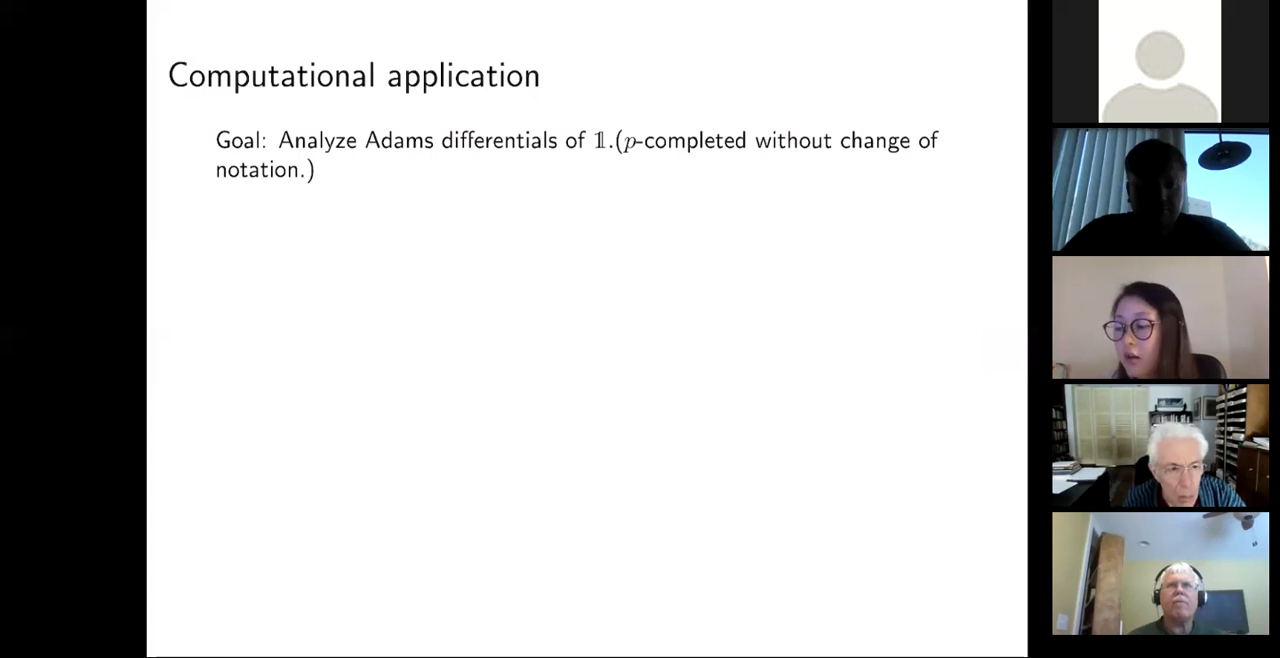 Computational application
Goal: Analyze Adams differentials of 𝟙.(p-completed without change of
notation.)